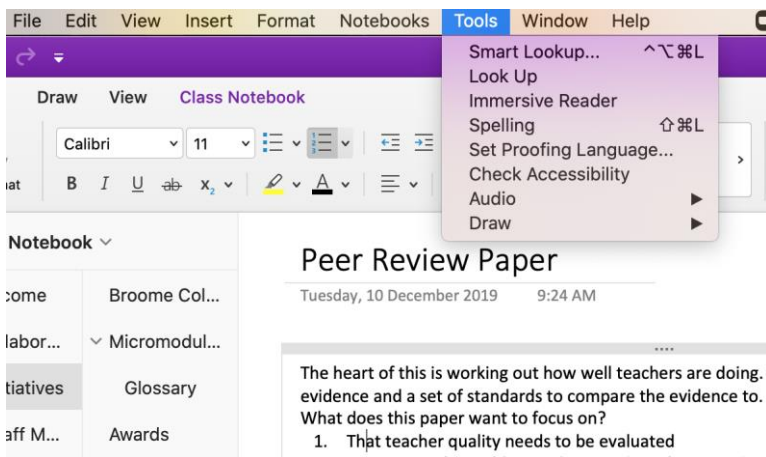 File Edit View Insert Format Notebooks Tools Window Help
Smart Lookup... ^⌥⌘L
Look Up
Immersive Reader
Spelling ⇧⌘L
Set Proofing Language...
Check Accessibility
Audio
Draw
Draw View Class Notebook
Calibri 11
B I U ab X₂ A
Notebook
Broome Col...
Micromodul...
Glossary
Awards
Peer Review Paper
Tuesday, 10 December 2019 9:24 AM
The heart of this is working out how well teachers are doing.
evidence and a set of standards to compare the evidence to.
What does this paper want to focus on?
1. That teacher quality needs to be evaluated